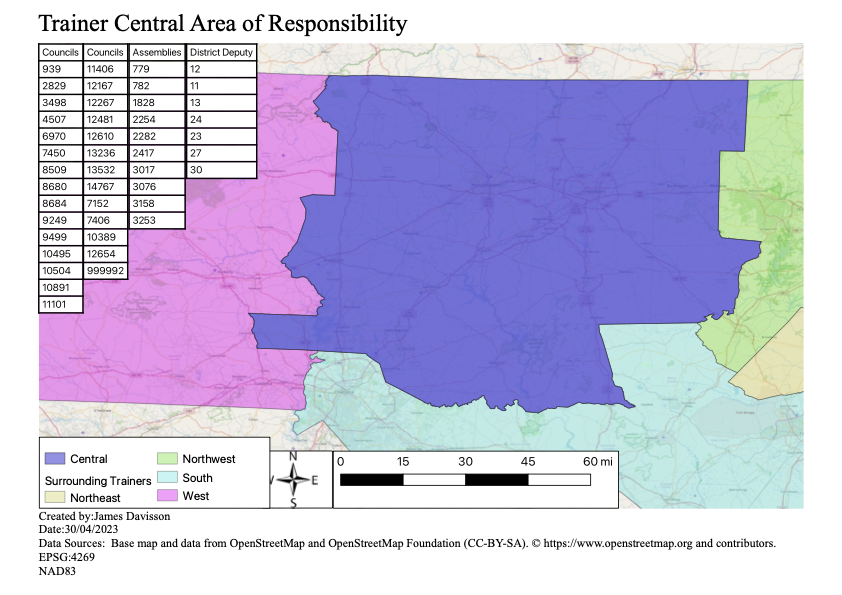 Trainer Central Area of Responsibility
Councils Councils Assemblies District Deputy
939 11406 779 12
2829 12167 782 11
3498 12267 1828 13
4507 12481 2254 24
6970 12610 2282 23
7450 13236 2417 27
8509 13532 3017 30
8680 14767 3076
8684 7152 3158
9249 7406 3253
9499 10389
10495 12654
10504 999992
10891
11101
Central
Surrounding Trainers
Northeast
Northwest
South
West
N
W E
S
0 15 30 45 60 mi
Created by:James Davisson
Date:30/04/2023
Data Sources: Base map and data from OpenStreetMap and OpenStreetMap Foundation (CC-BY-SA). © https://www.openstreetmap.org and contributors.
EPSG:4269
NAD83